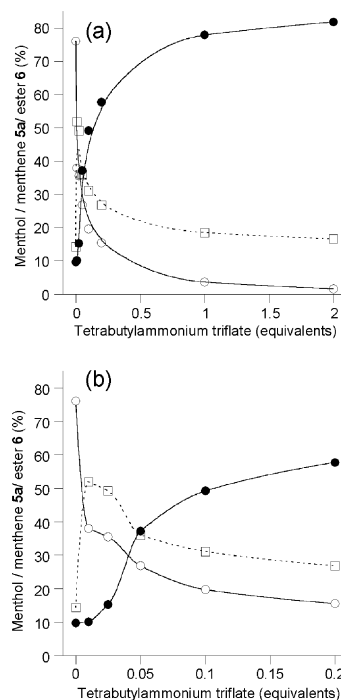 (a)
Menthol / menthene 5a/ ester 6 (%)
80
70
60
50
40
30
20
10
0
0 0.5 1 1.5 2
Tetrabutylammonium triflate (equivalents)
(b)
Menthol / menthene 5a/ ester 6 (%)
80
70
60
50
40
30
20
10
0
0 0.05 0.1 0.15 0.2
Tetrabutylammonium triflate (equivalents)